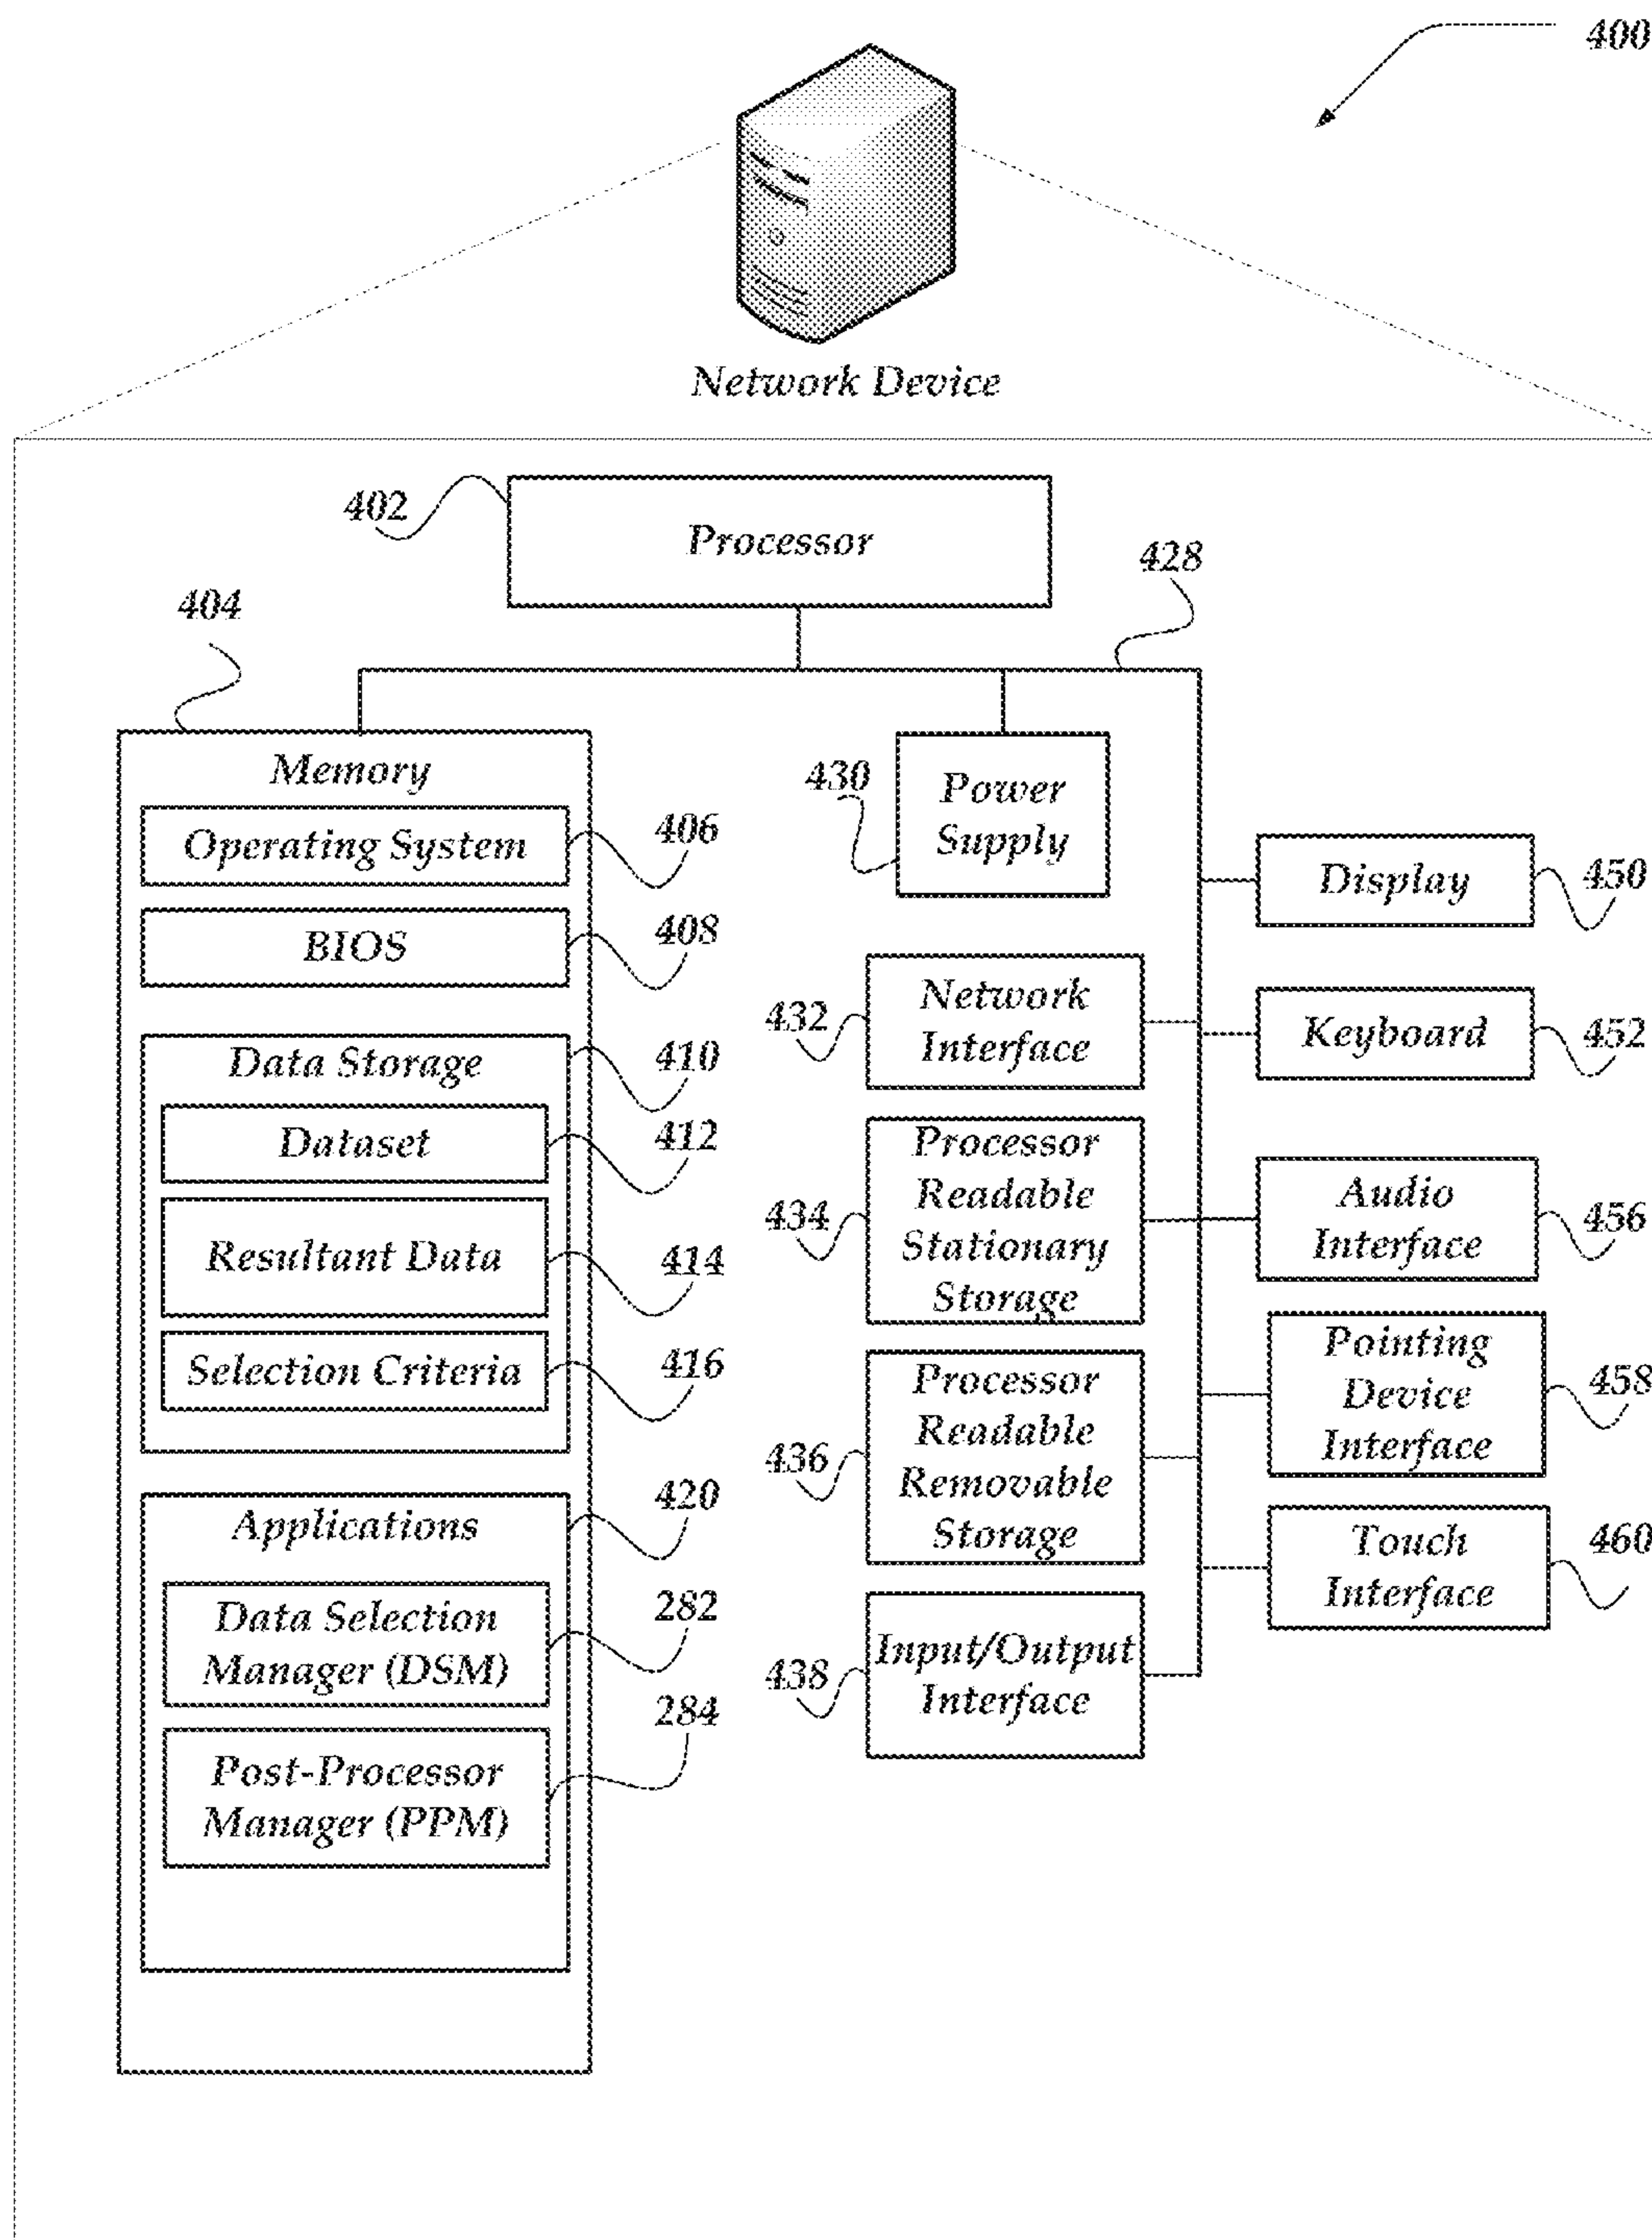 400
Network Device
402
Processor
428
404
Memory
Operating System
406
BIOS
408
Data Storage
410
Dataset
412
Resultant Data
414
Selection Criteria
416
Applications
420
Data Selection
Manager (DSM)
282
Post-Processor
Manager (PPM)
284
430
Power
Supply
432
Network
Interface
434
Processor
Readable
Stationary
Storage
436
Processor
Readable
Removable
Storage
438
Input/Output
Interface
Display
450
Keyboard
452
Audio
Interface
456
Pointing
Device
Interface
458
Touch
Interface
460